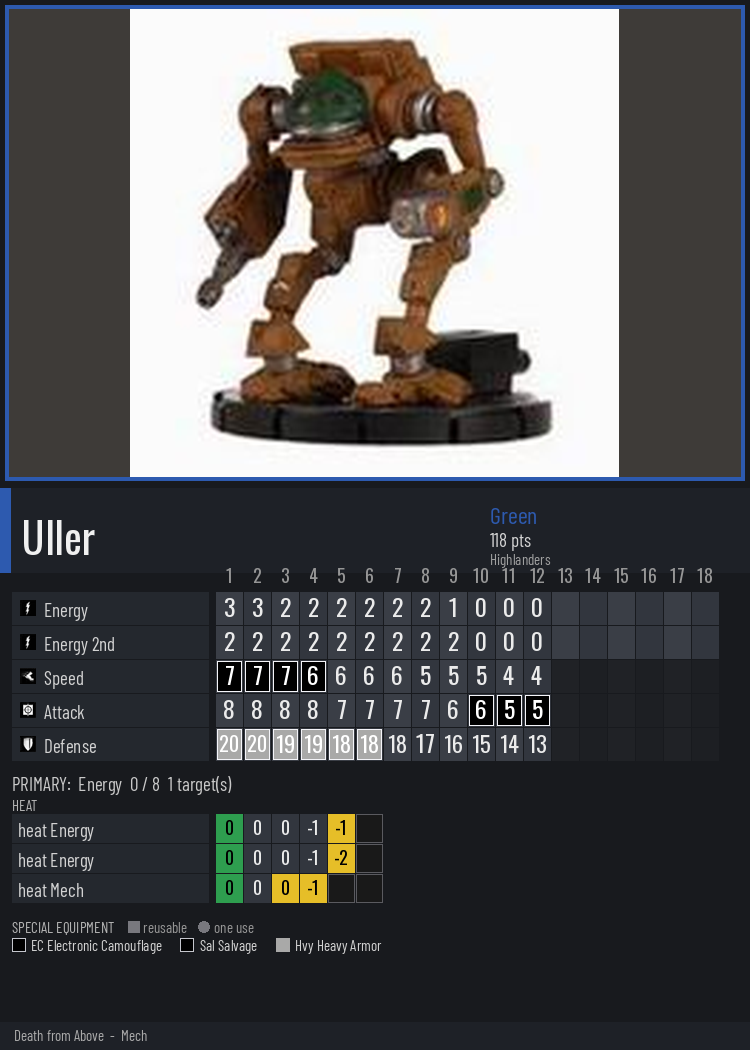 Uller
Green
118 pts
Highlanders
1 2 3 4 5 6 7 8 9 10 11 12 13 14 15 16 17 18
Energy 3 3 2 2 2 2 2 2 1 0 0 0
Energy 2nd 2 2 2 2 2 2 2 2 2 0 0 0
Speed 7 7 7 6 6 6 6 5 5 5 4 4
Attack 8 8 8 8 7 7 7 7 6 6 5 5
Defense 20 20 19 19 18 18 18 17 16 15 14 13
PRIMARY: Energy 0 / 8 1 target(s)
HEAT
heat Energy 0 0 0 -1 -1
heat Energy 0 0 0 -1 -2
heat Mech 0 0 0 -1
SPECIAL EQUIPMENT reusable one use
EC Electronic Camouflage Sal Salvage Hvy Heavy Armor
Death from Above - Mech